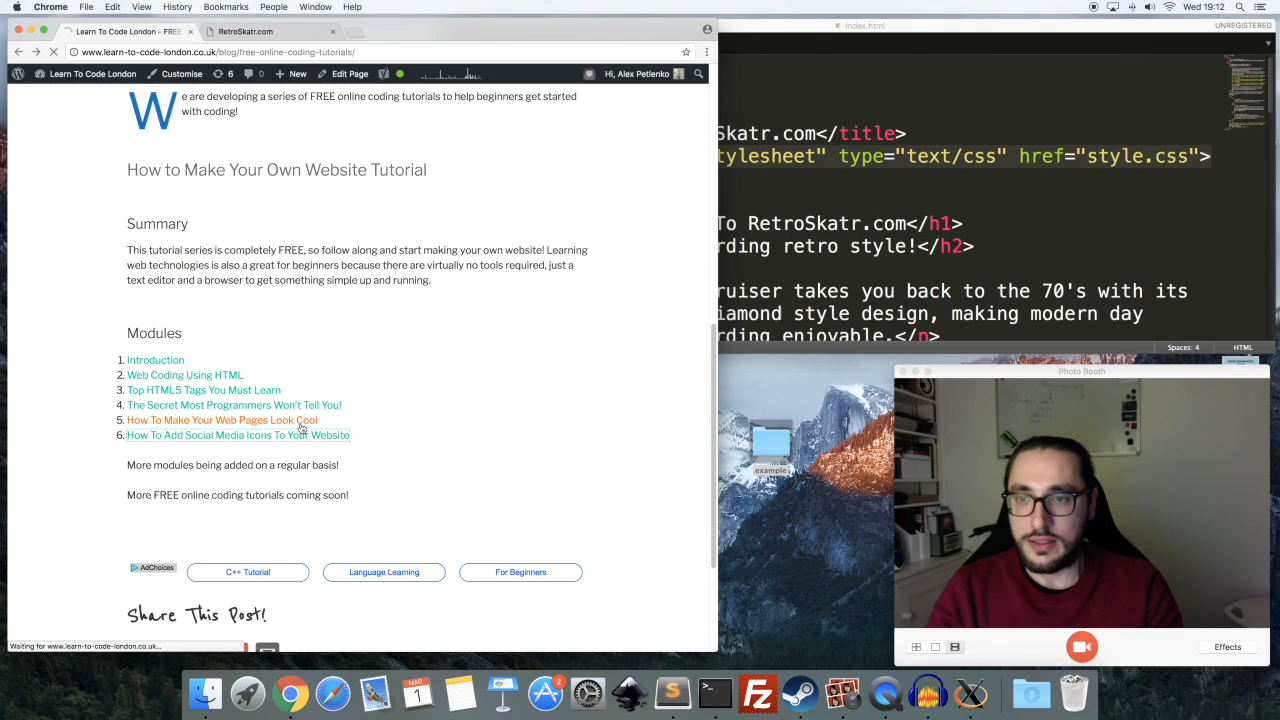 Chrome File Edit View History Bookmarks People Window Help Wed 19:12
Learn To Code London - FREE RetroSkatr.com
www.learn-to-code-london.co.uk/blog/free-online-coding-tutorials/
Learn To Code London Customise 6 0 New Edit Page Hi, Alex Petlenko
We are developing a series of FREE online coding tutorials to help beginners get started
with coding!
How to Make Your Own Website Tutorial
Summary
This tutorial series is completely FREE, so follow along and start making your own website! Learning
web technologies is also a great for beginners because there are virtually no tools required, just a
text editor and a browser to get something simple up and running.
Modules
1. Introduction
2. Web Coding Using HTML
3. Top HTML5 Tags You Must Learn
4. The Secret Most Programmers Won't Tell You!
5. How To Make Your Web Pages Look Cool
6. How To Add Social Media Icons To Your Website
More modules being added on a regular basis!
More FREE online coding tutorials coming soon!
AdChoices C++ Tutorial Language Learning For Beginners
Share This Post!
Waiting for www.learn-to-code-london.co.uk...
index.html UNREGISTERED
Skatr.com</title>
tylesheet" type="text/css" href="style.css">
To RetroSkatr.com</h1>
rding retro style!</h2>
ruiser takes you back to the 70's with its
iamond style design, making modern day
rding enjoyable.</p>
Spaces: 4 HTML
example
Photo Booth
Effects
MAR
1
2